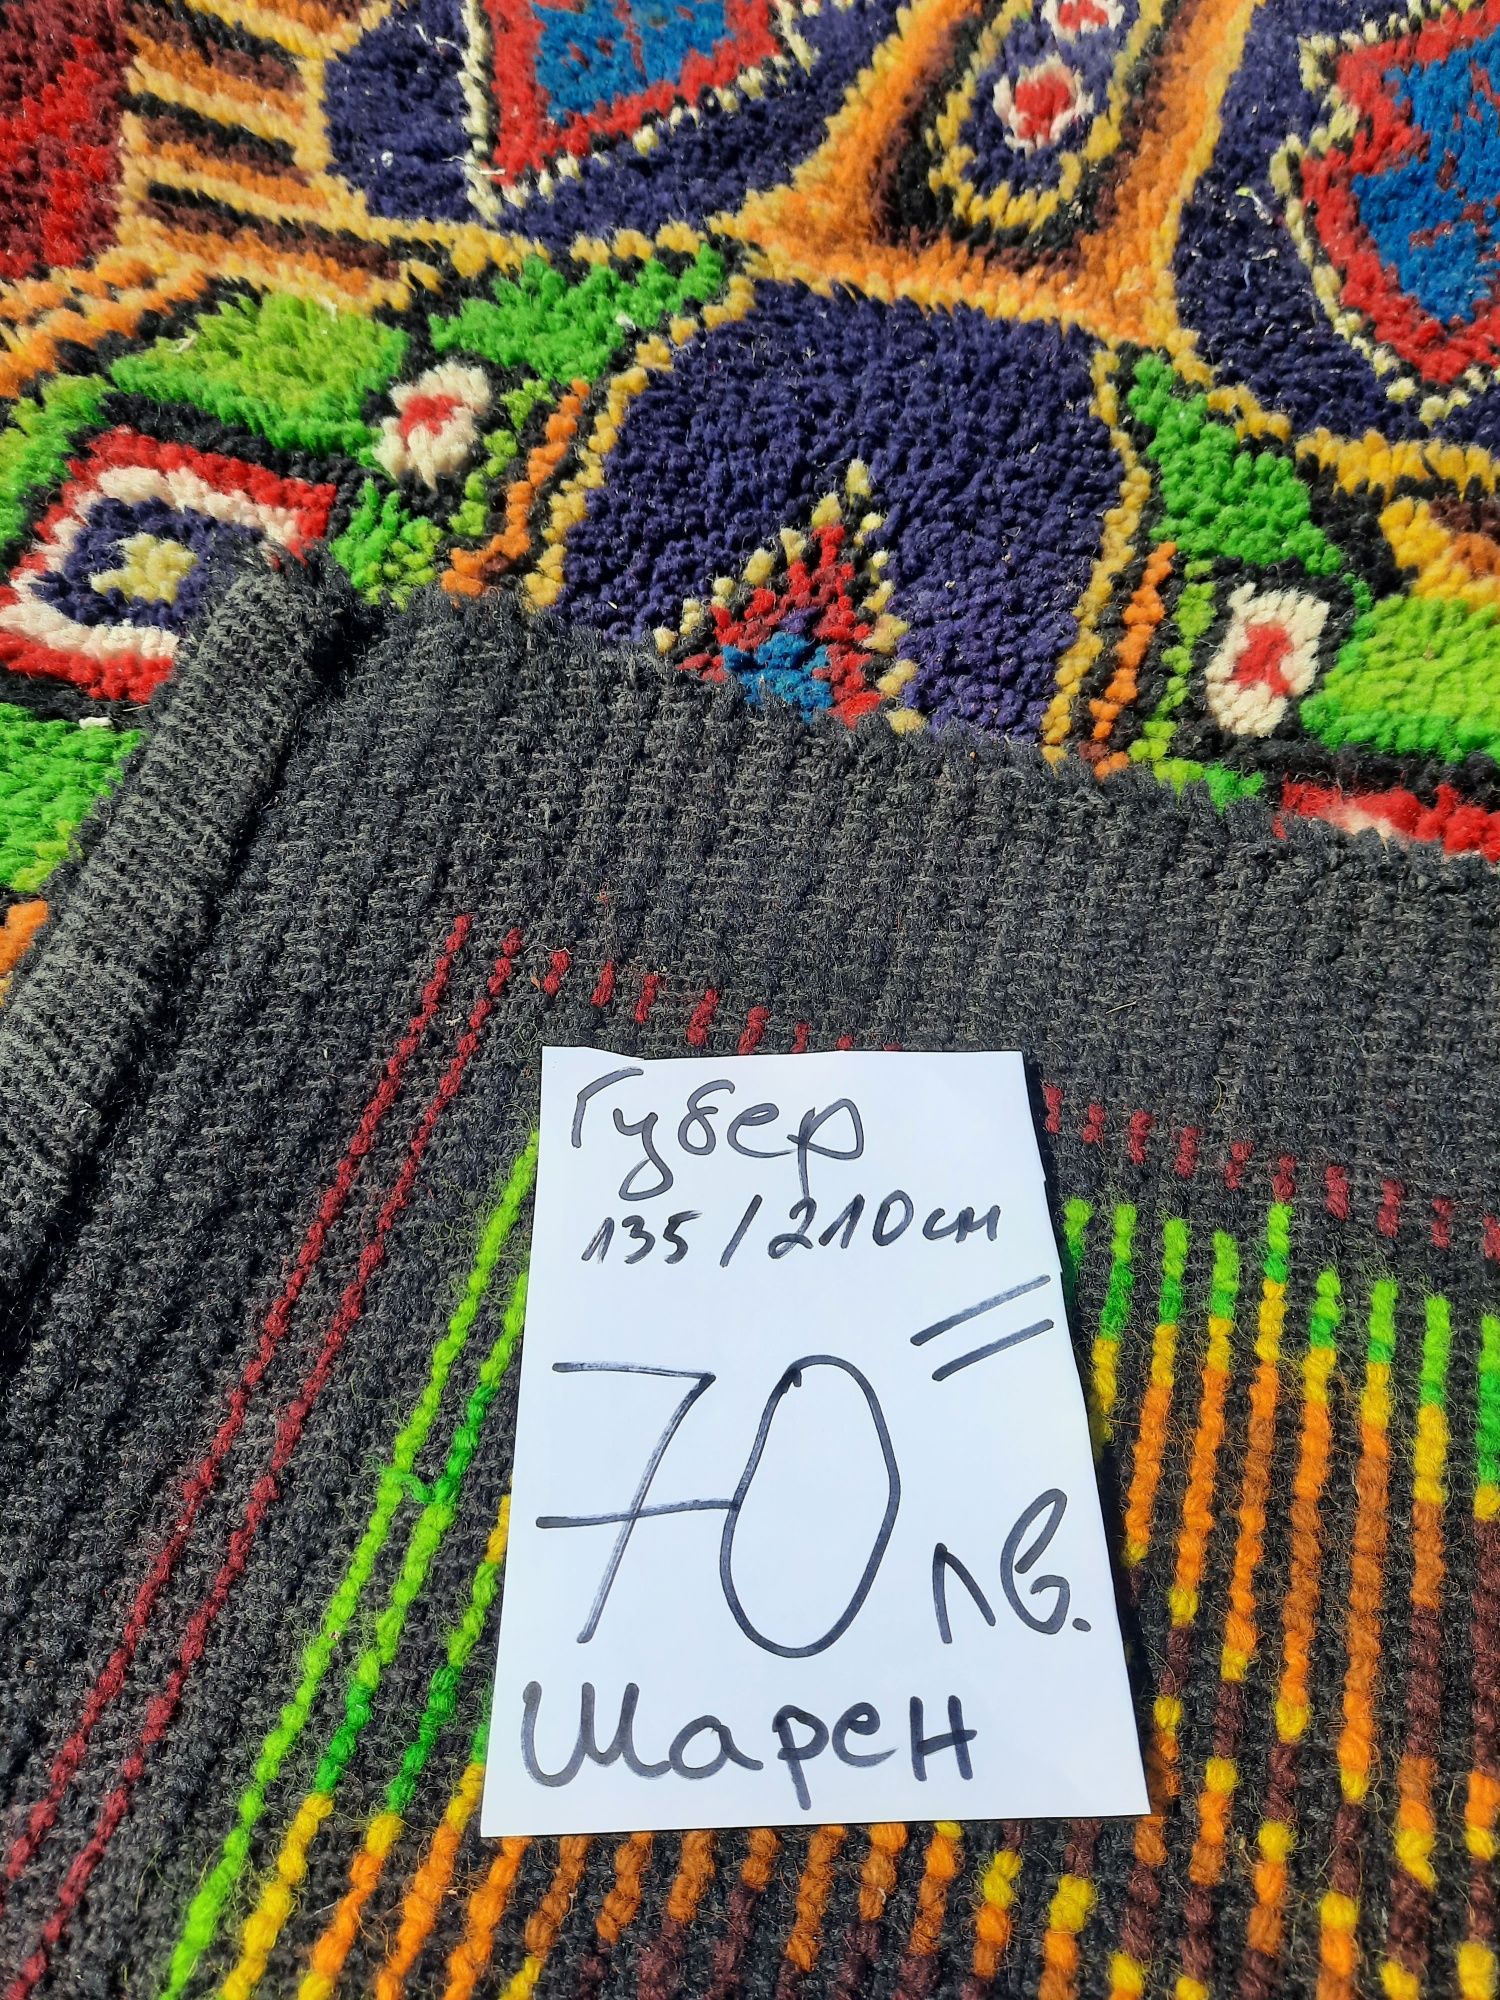 Губер
135/210см
70 лв.
Шарен